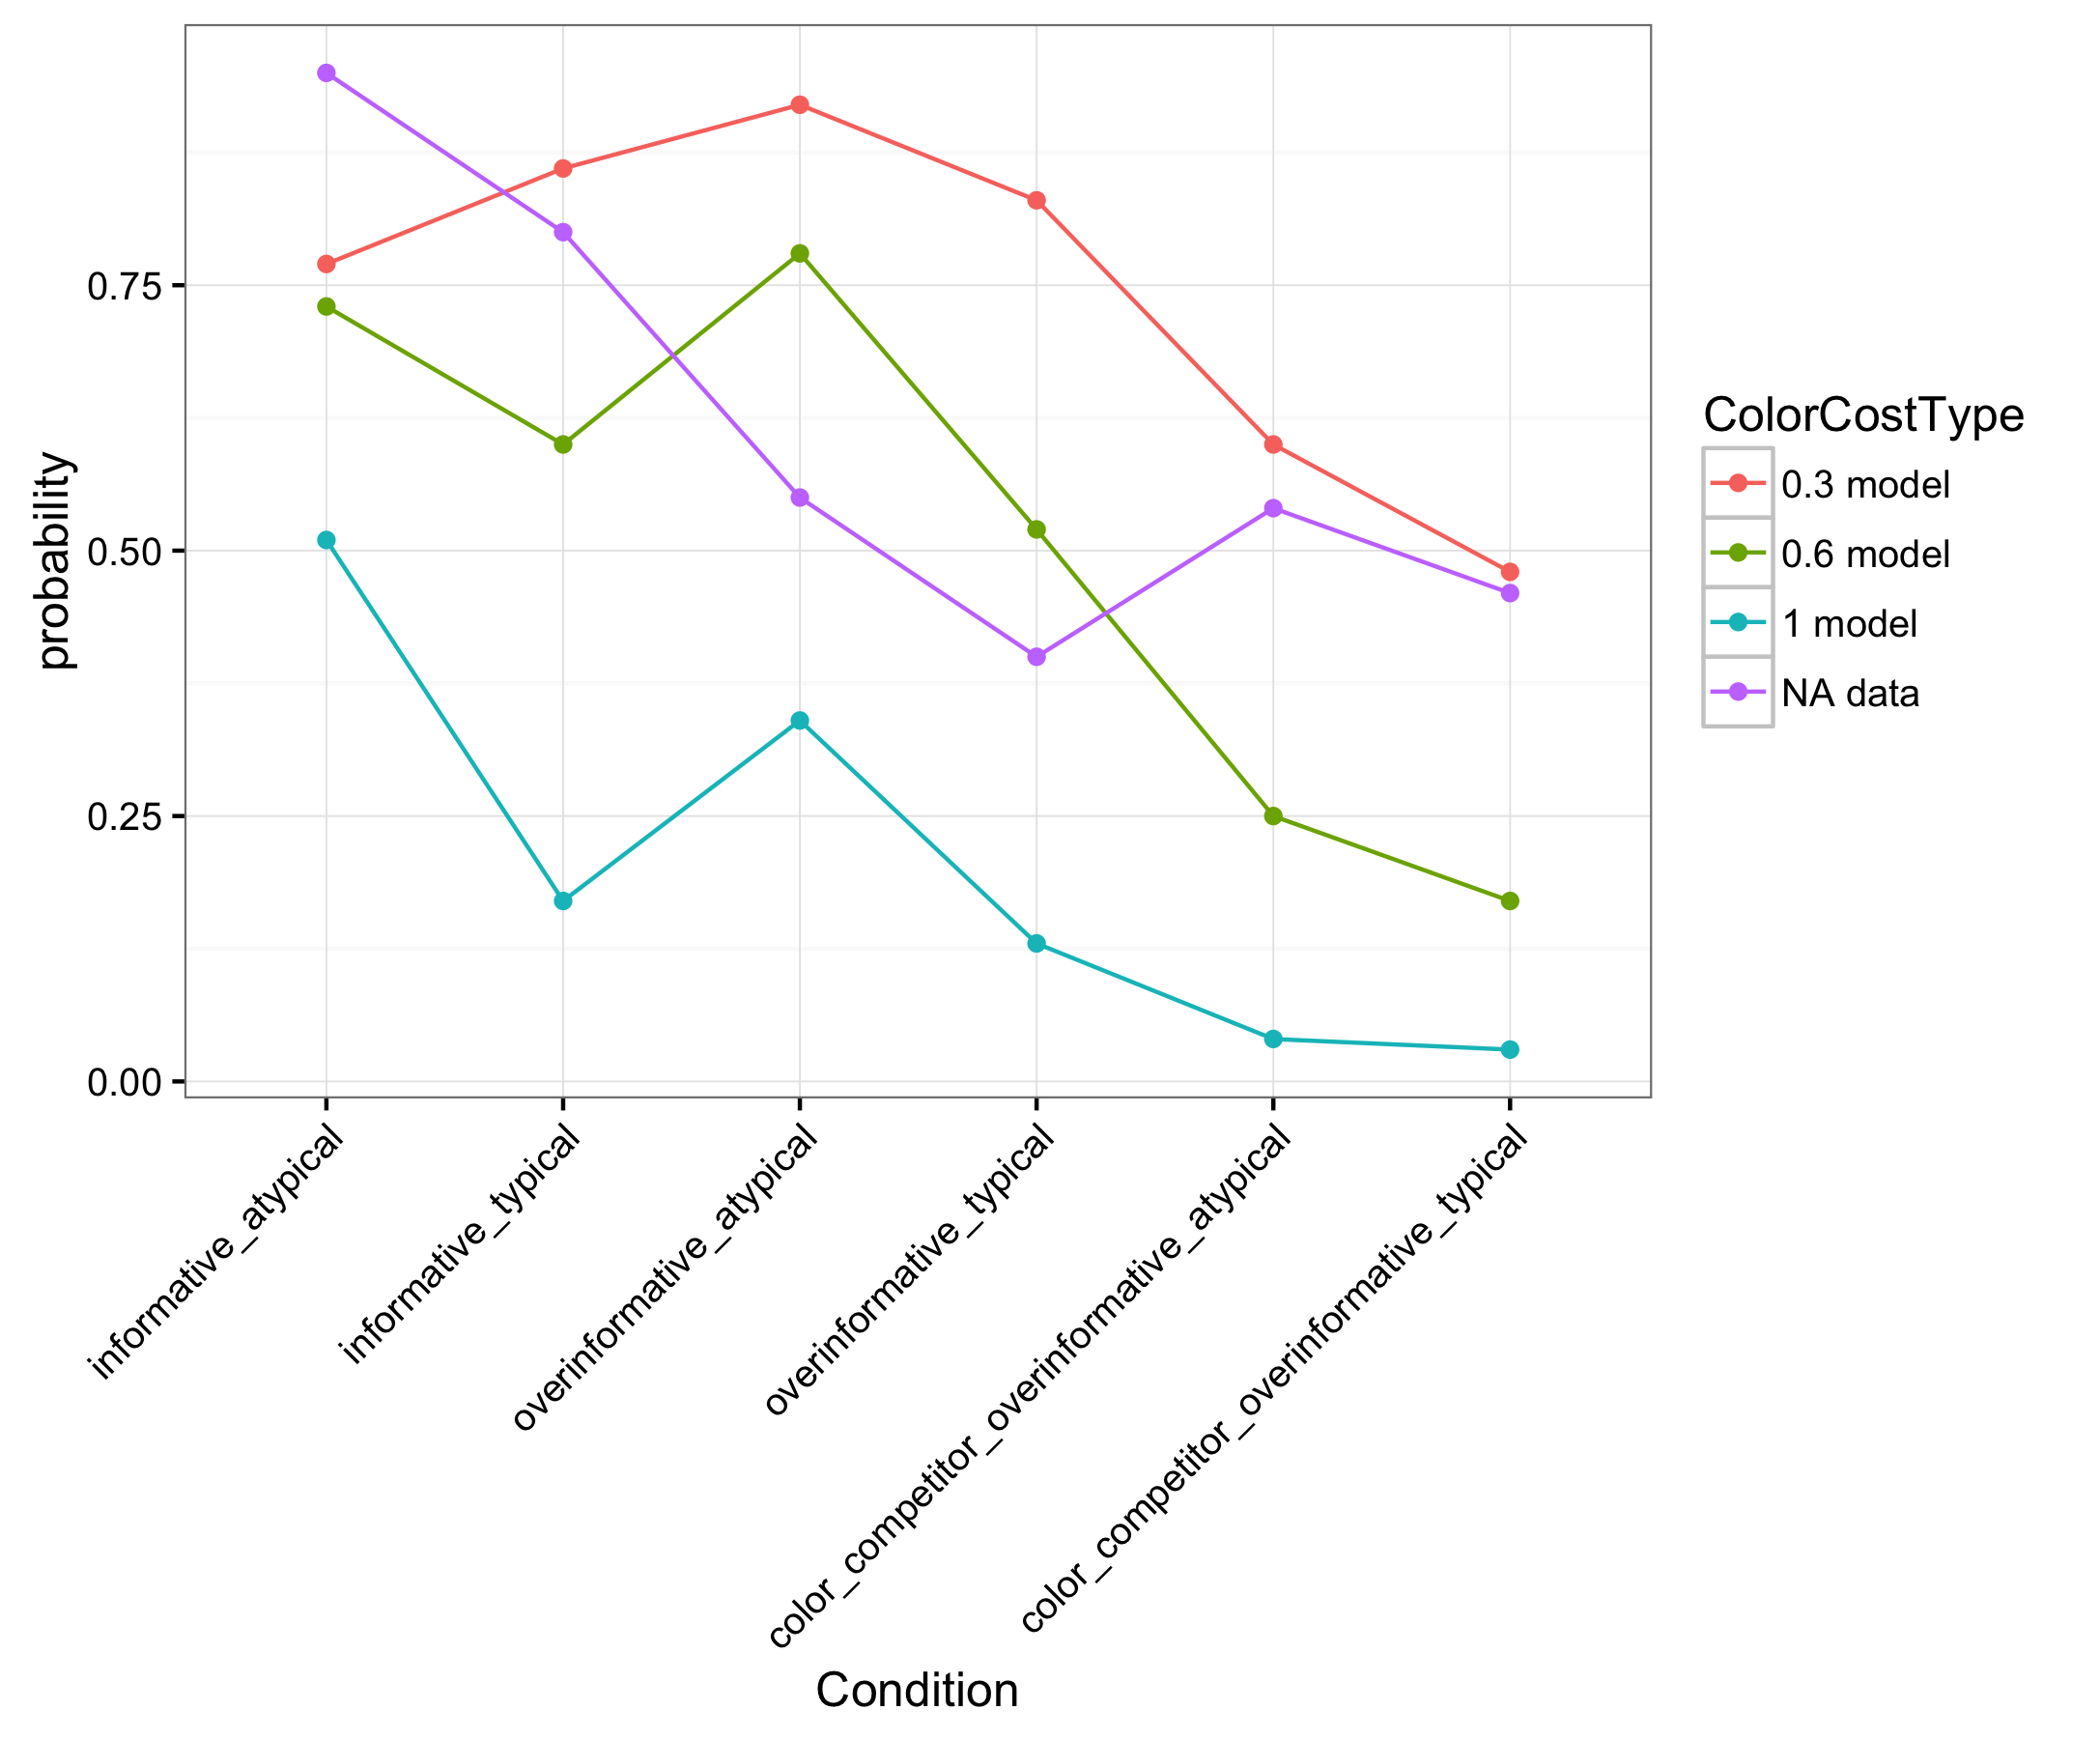 probability
0.75
0.50
0.25
0.00
informative_atypical
informative_typical
overinformative_atypical
overinformative_typical
color_competitor_overinformative_atypical
color_competitor_overinformative_typical
Condition
ColorCostType
0.3 model
0.6 model
1 model
NA data